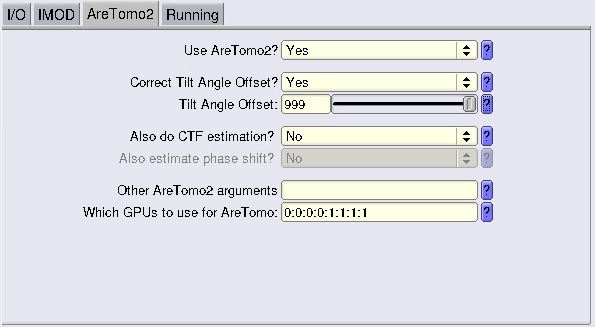 I/O IMOD AreTomo2 Running
Use AreTomo2? Yes ?
Correct Tilt Angle Offset? Yes ?
Tilt Angle Offset: 999 ?
Also do CTF estimation? No ?
Also estimate phase shift? No ?
Other AreTomo2 arguments ?
Which GPUs to use for AreTomo: 0:0:0:0:1:1:1:1 ?